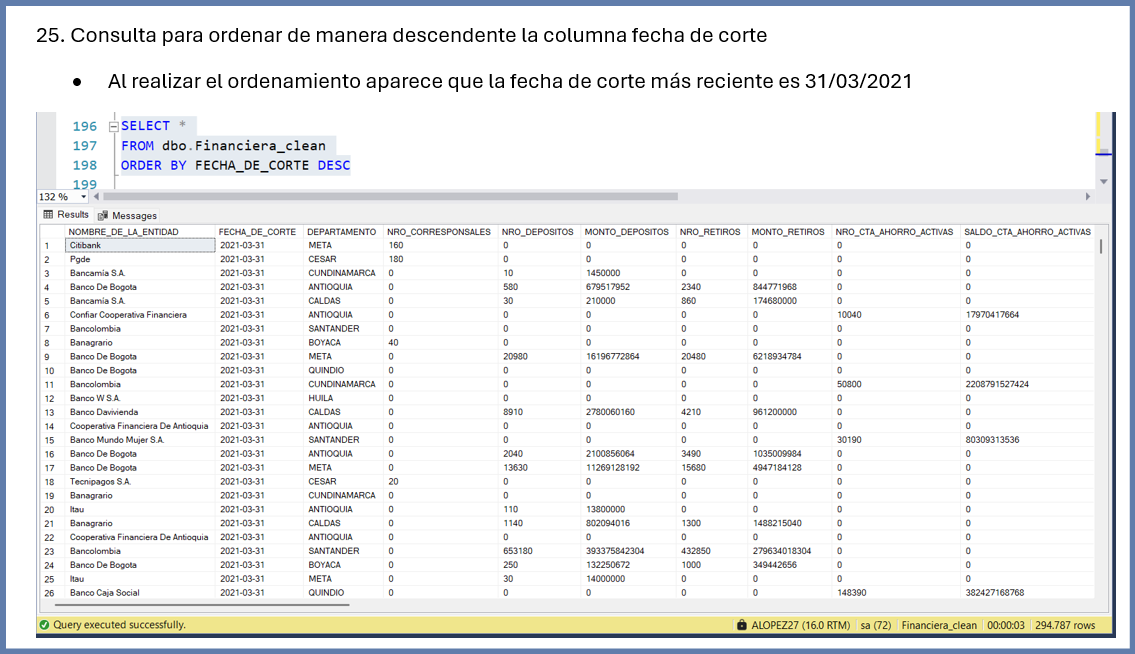 25. Consulta para ordenar de manera descendente la columna fecha de corte
• Al realizar el ordenamiento aparece que la fecha de corte más reciente es 31/03/2021
196 SELECT *
197 FROM dbo.Financiera_clean
198 ORDER BY FECHA_DE_CORTE DESC
199
132 %
Results Messages
NOMBRE_DE_LA_ENTIDAD FECHA_DE_CORTE DEPARTAMENTO NRO_CORRESPONSALES NRO_DEPOSITOS MONTO_DEPOSITOS NRO_RETIROS MONTO_RETIROS NRO_CTA_AHORRO_ACTIVAS SALDO_CTA_AHORRO_ACTIVAS
1 Citibank 2021-03-31 META 160 0 0 0 0 0 0
2 Pgde 2021-03-31 CESAR 180 0 0 0 0 0 0
3 Bancamía S.A. 2021-03-31 CUNDINAMARCA 0 10 1450000 0 0 0 0
4 Banco De Bogota 2021-03-31 ANTIOQUIA 0 580 679517952 2340 844771968 0 0
5 Bancamía S.A. 2021-03-31 CALDAS 0 30 210000 860 174680000 0 0
6 Confiar Cooperativa Financiera 2021-03-31 ANTIOQUIA 0 0 0 0 0 10040 17970417664
7 Bancolombia 2021-03-31 SANTANDER 0 0 0 0 0 0 0
8 Banagrario 2021-03-31 BOYACA 40 0 0 0 0 0 0
9 Banco De Bogota 2021-03-31 META 0 20980 16196772864 20480 6218934784 0 0
10 Banco De Bogota 2021-03-31 QUINDIO 0 0 0 0 0 0 0
11 Bancolombia 2021-03-31 CUNDINAMARCA 0 0 0 0 0 50800 2208791527424
12 Banco W S.A. 2021-03-31 HUILA 0 0 0 0 0 0 0
13 Banco Davivienda 2021-03-31 CALDAS 0 8910 2780060160 4210 961200000 0 0
14 Cooperativa Financiera De Antioquia 2021-03-31 ANTIOQUIA 0 0 0 0 0 0 0
15 Banco Mundo Mujer S.A. 2021-03-31 SANTANDER 0 0 0 0 0 30190 80309313536
16 Banco De Bogota 2021-03-31 ANTIOQUIA 0 2040 2100856064 3490 1035009984 0 0
17 Banco De Bogota 2021-03-31 META 0 13630 11269128192 15680 4947184128 0 0
18 Tecnipagos S.A. 2021-03-31 CESAR 20 0 0 0 0 0 0
19 Banagrario 2021-03-31 CUNDINAMARCA 0 0 0 0 0 0 0
20 Itau 2021-03-31 ANTIOQUIA 0 110 13800000 0 0 0 0
21 Banagrario 2021-03-31 CALDAS 0 1140 802094016 1300 1488215040 0 0
22 Cooperativa Financiera De Antioquia 2021-03-31 ANTIOQUIA 0 0 0 0 0 0 0
23 Bancolombia 2021-03-31 SANTANDER 0 653180 393375842304 432850 279634018304 0 0
24 Banco De Bogota 2021-03-31 BOYACA 0 250 132250672 1000 349442656 0 0
25 Itau 2021-03-31 META 0 30 14000000 0 0 0 0
26 Banco Caja Social 2021-03-31 QUINDIO 0 0 0 0 0 148390 382427168768
Query executed successfully. ALOPEZ27 (16.0 RTM) sa (72) Financiera_clean 00:00:03 294.787 rows